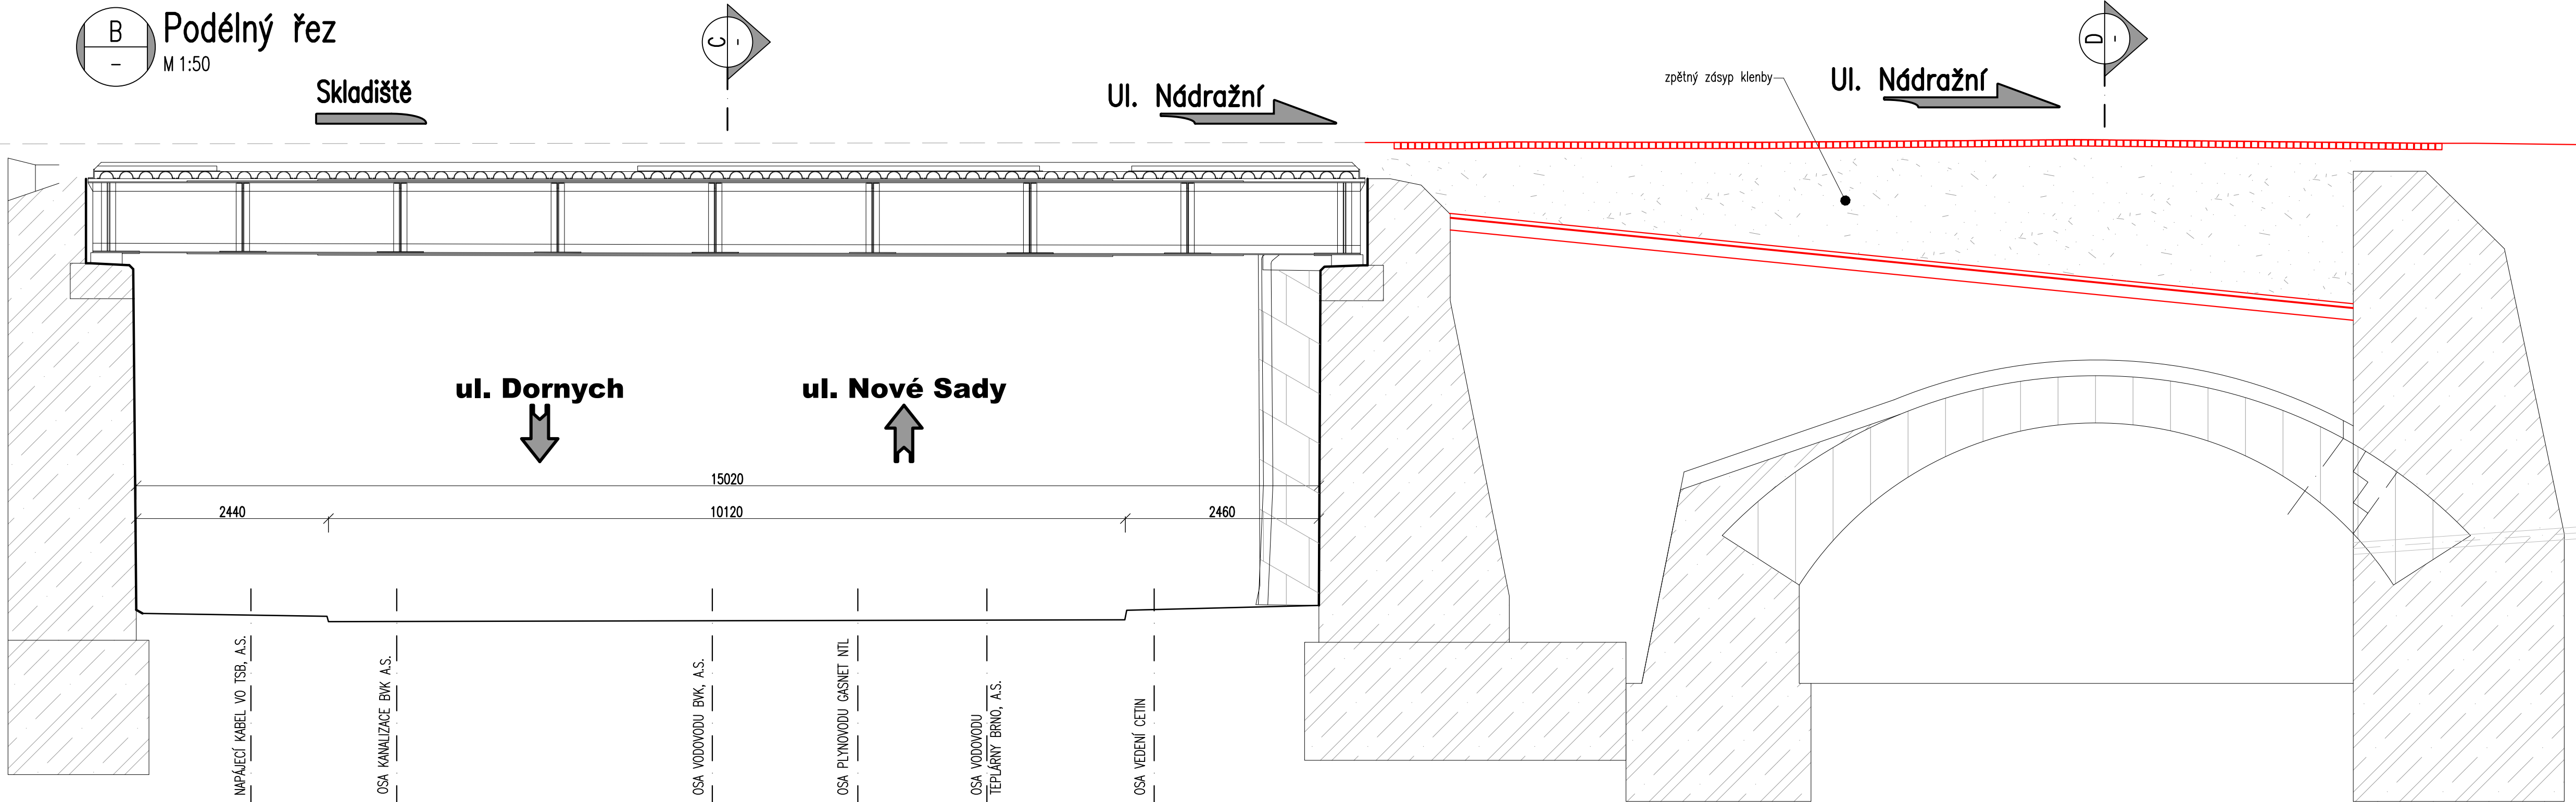 B
-
Podélný řez
M 1:50
Skladiště
C
-
Ul. Nádražní
zpětný zásyp klenby
Ul. Nádražní
D
-
ul. Dornych
ul. Nové Sady
15020
2440
10120
2460
NAPÁJECÍ KABEL VO TSB, A.S.
OSA KANALIZACE BVK A.S.
OSA VODOVODU BVK, A.S.
OSA PLYNOVODU GASNET NTL
OSA VODOVODU
TEPLÁRNY BRNO, A.S.
OSA VEDENÍ CETIN